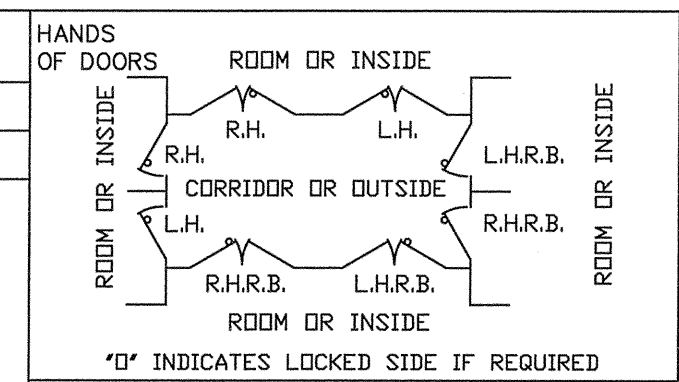 HANDS
OF DOORS
ROOM OR INSIDE
ROOM OR INSIDE
R.H.
L.H.
R.H.
L.H.R.B.
CORRIDOR OR OUTSIDE
L.H.
R.H.R.B.
R.H.R.B.
L.H.R.B.
ROOM OR INSIDE
ROOM OR INSIDE
"O" INDICATES LOCKED SIDE IF REQUIRED